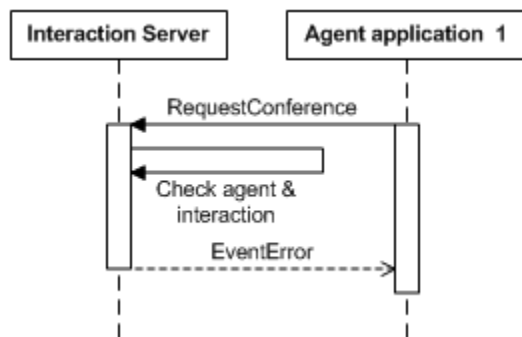 Interaction Server
Agent application 1
RequestConference
Check agent &
interaction
EventError